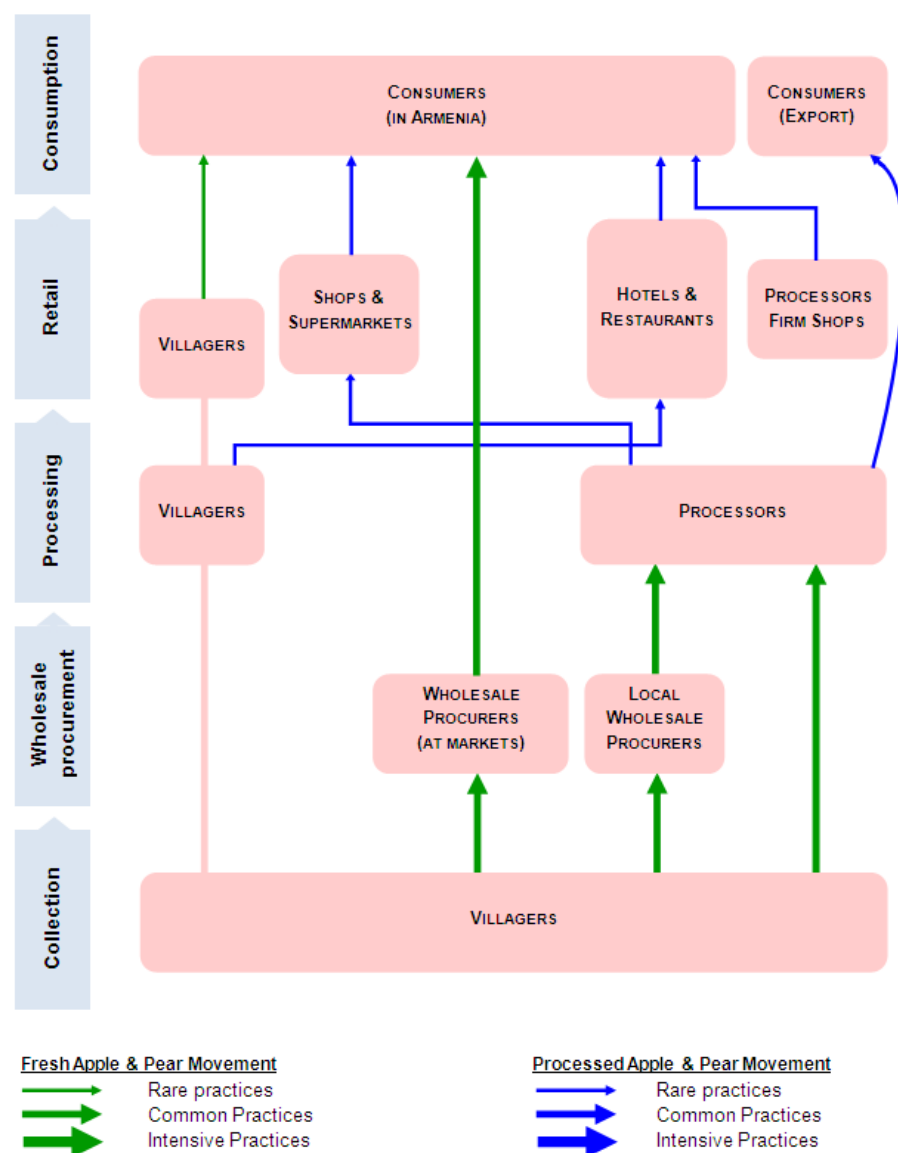 Consumption
CONSUMERS
(IN ARMENIA)
CONSUMERS
(EXPORT)
Retail
VILLAGERS
SHOPS &
SUPERMARKETS
HOTELS &
RESTAURANTS
PROCESSORS
FIRM SHOPS
Processing
VILLAGERS
PROCESSORS
Wholesale
procurement
WHOLESALE
PROCURERS
(AT MARKETS)
LOCAL
WHOLESALE
PROCURERS
Collection
VILLAGERS
Fresh Apple & Pear Movement
Rare practices
Common Practices
Intensive Practices
Processed Apple & Pear Movement
Rare practices
Common Practices
Intensive Practices